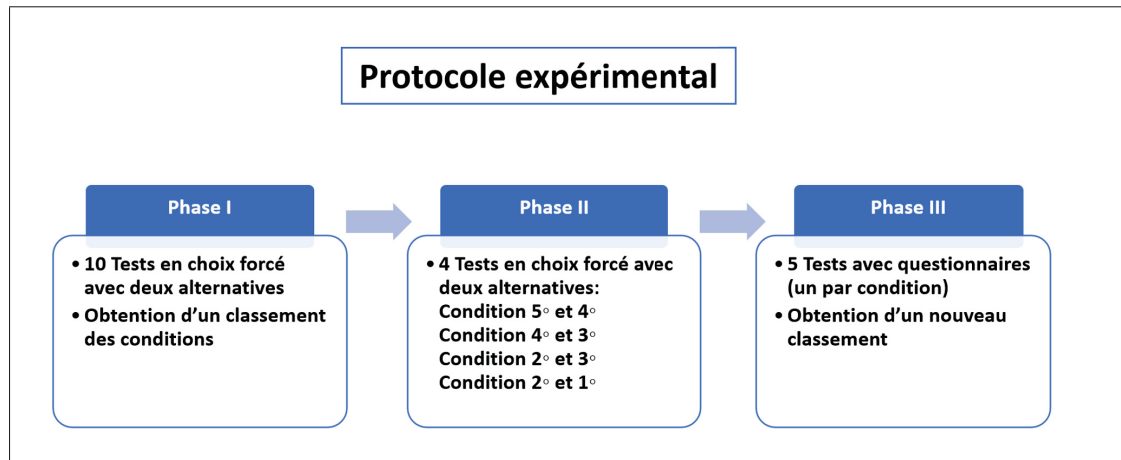 Protocole expérimental
Phase I
• 10 Tests en choix forcé
avec deux alternatives
• Obtention d’un classement
des conditions
Phase II
• 4 Tests en choix forcé avec
deux alternatives:
Condition 5◦ et 4◦
Condition 4◦ et 3◦
Condition 2◦ et 3◦
Condition 2◦ et 1◦
Phase III
• 5 Tests avec questionnaires
(un par condition)
• Obtention d’un nouveau
classement